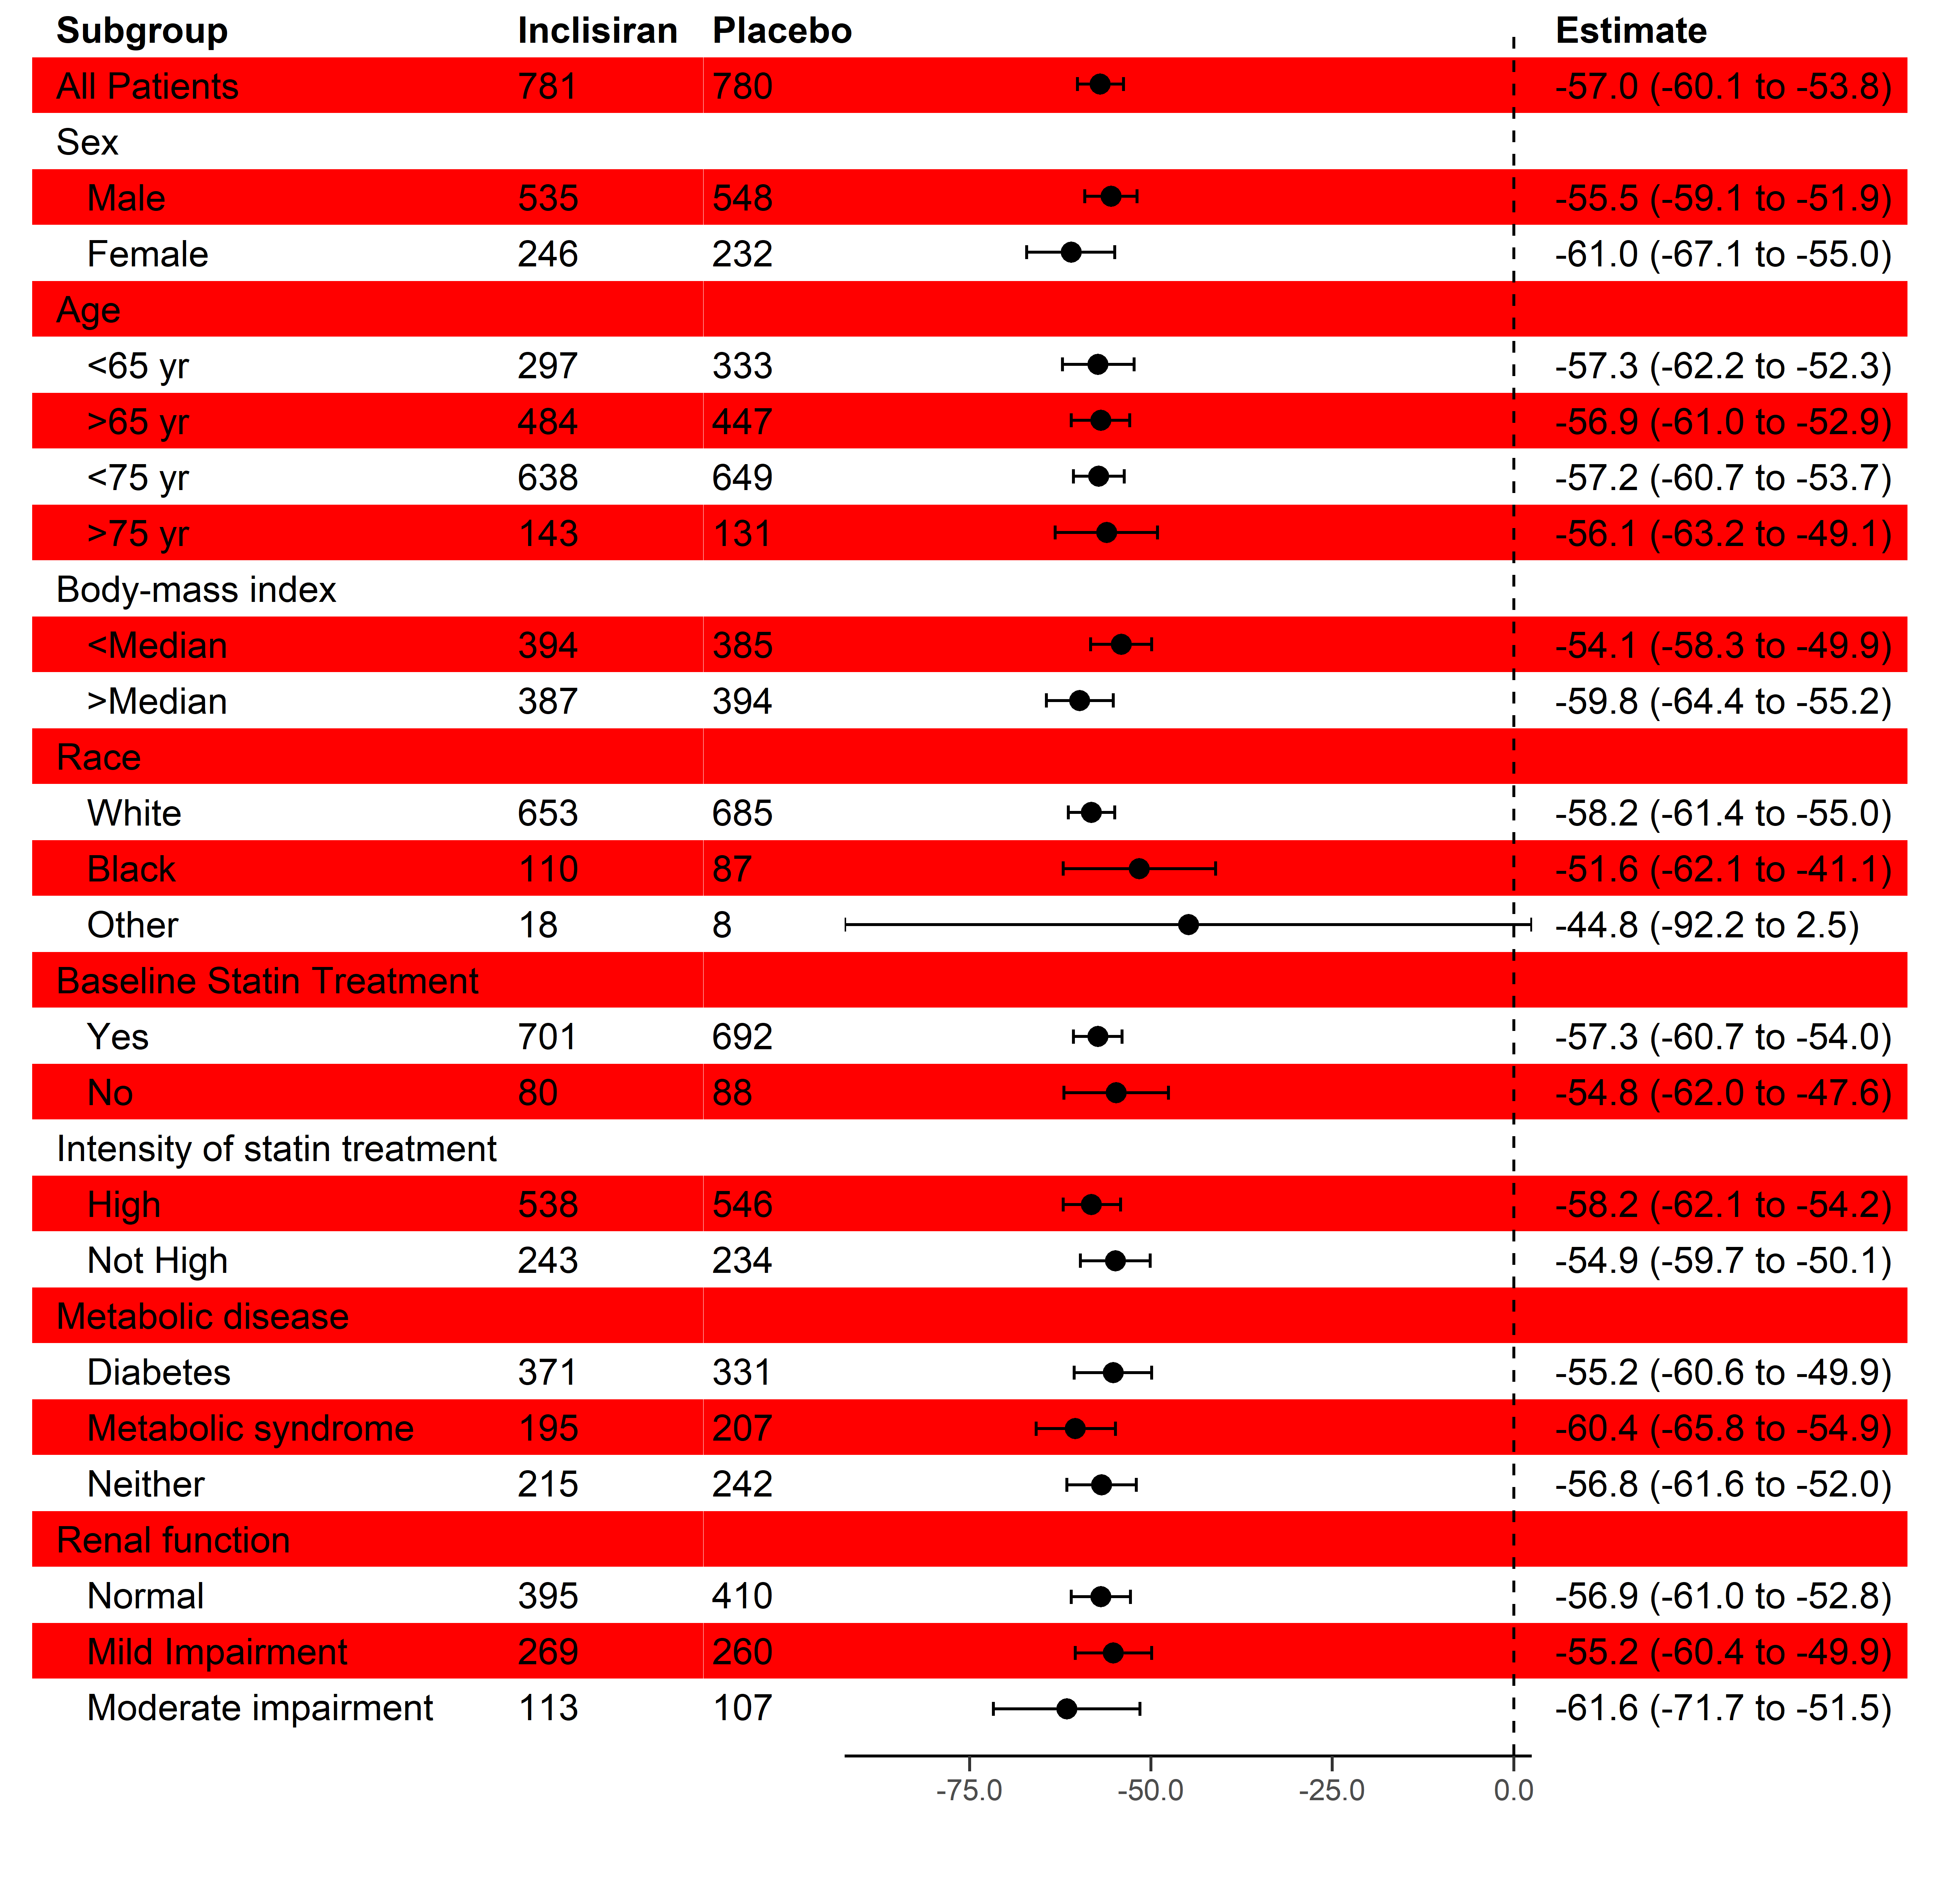 Subgroup Inclisiran Placebo Estimate
All Patients 781 780 -57.0 (-60.1 to -53.8)
Sex
Male 535 548 -55.5 (-59.1 to -51.9)
Female 246 232 -61.0 (-67.1 to -55.0)
Age
<65 yr 297 333 -57.3 (-62.2 to -52.3)
>65 yr 484 447 -56.9 (-61.0 to -52.9)
<75 yr 638 649 -57.2 (-60.7 to -53.7)
>75 yr 143 131 -56.1 (-63.2 to -49.1)
Body-mass index
<Median 394 385 -54.1 (-58.3 to -49.9)
>Median 387 394 -59.8 (-64.4 to -55.2)
Race
White 653 685 -58.2 (-61.4 to -55.0)
Black 110 87 -51.6 (-62.1 to -41.1)
Other 18 8 -44.8 (-92.2 to 2.5)
Baseline Statin Treatment
Yes 701 692 -57.3 (-60.7 to -54.0)
No 80 88 -54.8 (-62.0 to -47.6)
Intensity of statin treatment
High 538 546 -58.2 (-62.1 to -54.2)
Not High 243 234 -54.9 (-59.7 to -50.1)
Metabolic disease
Diabetes 371 331 -55.2 (-60.6 to -49.9)
Metabolic syndrome 195 207 -60.4 (-65.8 to -54.9)
Neither 215 242 -56.8 (-61.6 to -52.0)
Renal function
Normal 395 410 -56.9 (-61.0 to -52.8)
Mild Impairment 269 260 -55.2 (-60.4 to -49.9)
Moderate impairment 113 107 -61.6 (-71.7 to -51.5)
-75.0 -50.0 -25.0 0.0